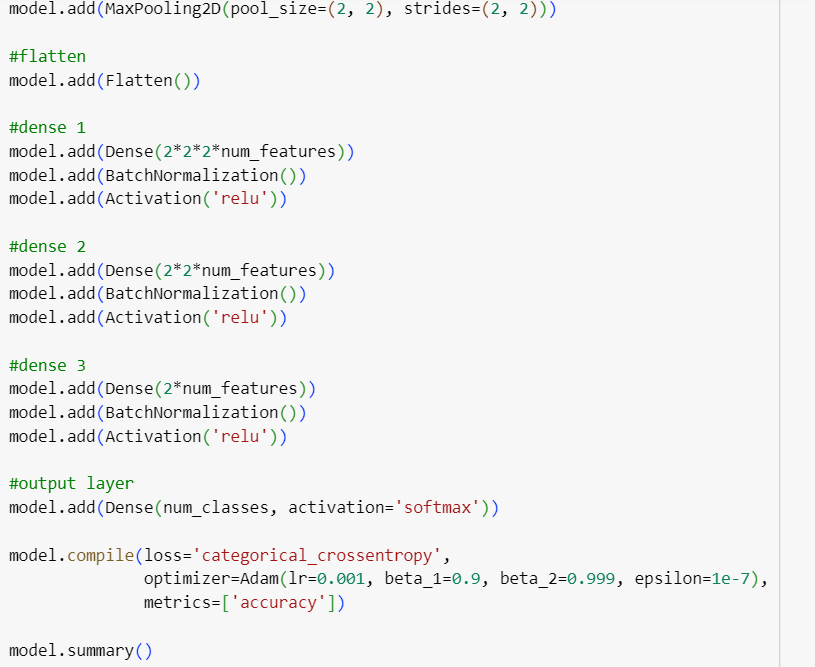 model.add(MaxPooling2D(pool_size=(2, 2), strides=(2, 2)))

#flatten
model.add(Flatten())

#dense 1
model.add(Dense(2*2*2*num_features))
model.add(BatchNormalization())
model.add(Activation('relu'))

#dense 2
model.add(Dense(2*2*num_features))
model.add(BatchNormalization())
model.add(Activation('relu'))

#dense 3
model.add(Dense(2*num_features))
model.add(BatchNormalization())
model.add(Activation('relu'))

#output layer
model.add(Dense(num_classes, activation='softmax'))

model.compile(loss='categorical_crossentropy',
              optimizer=Adam(lr=0.001, beta_1=0.9, beta_2=0.999, epsilon=1e-7),
              metrics=['accuracy'])

model.summary()